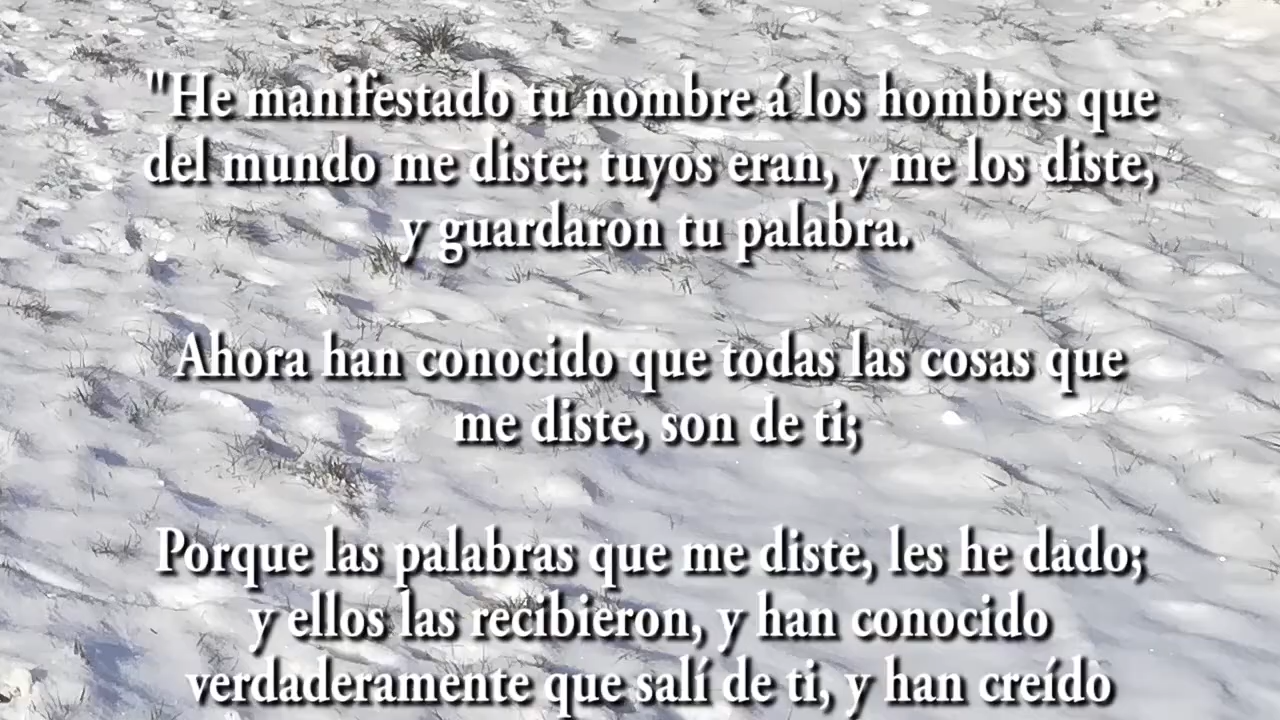 "He manifestado tu nombre á los hombres que
del mundo me diste: tuyos eran, y me los diste,
y guardaron tu palabra.
Ahora han conocido que todas las cosas que
me diste, son de ti;
Porque las palabras que me diste, les he dado;
y ellos las recibieron, y han conocido
verdaderamente que salí de ti, y han creído